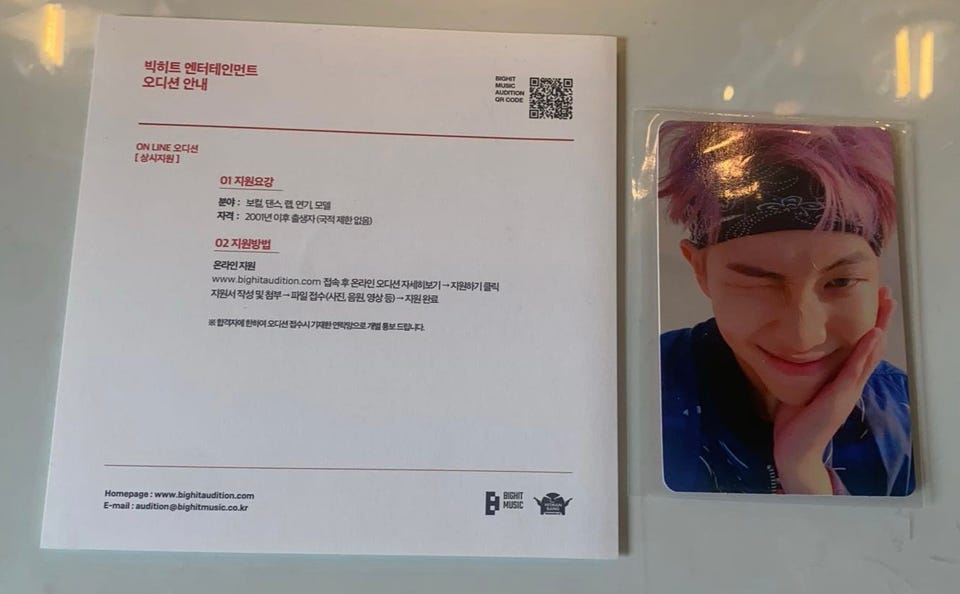 빅히트 엔터테인먼트
오디션 안내
BIGHIT
MUSIC
AUDITION
QR CODE
ON LINE 오디션
[ 상시지원 ]
01 지원요강
분야 : 보컬, 댄스, 랩, 연기, 모델
자격 : 2001년 이후 출생자 (국적 제한 없음)
02 지원방법
온라인 지원
www.bighitaudition.com 접속 후 온라인 오디션 자세히보기 → 지원하기 클릭
지원서 작성 및 첨부 → 파일 접수(사진, 음원, 영상 등) → 지원 완료
※ 합격자에 한하여 오디션 접수시 기재한 연락망으로 개별 통보 드립니다.
Homepage : www.bighitaudition.com
E-mail : audition@bighitmusic.co.kr
BIGHIT
MUSIC
HITMAN
BANG